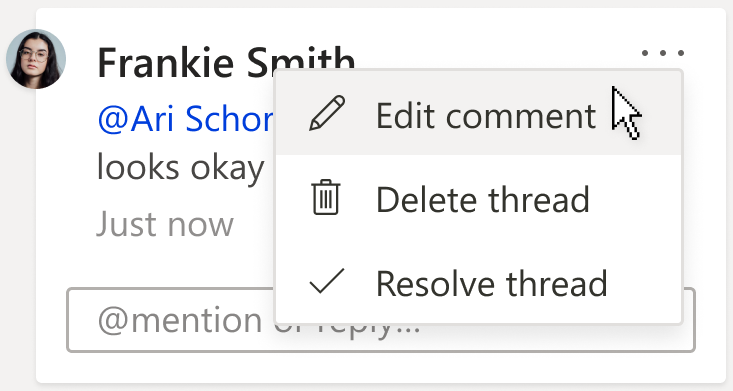 Frankie Smith
@Ari Schor
looks okay
Just now
@mention or reply...
Edit comment
Delete thread
Resolve thread